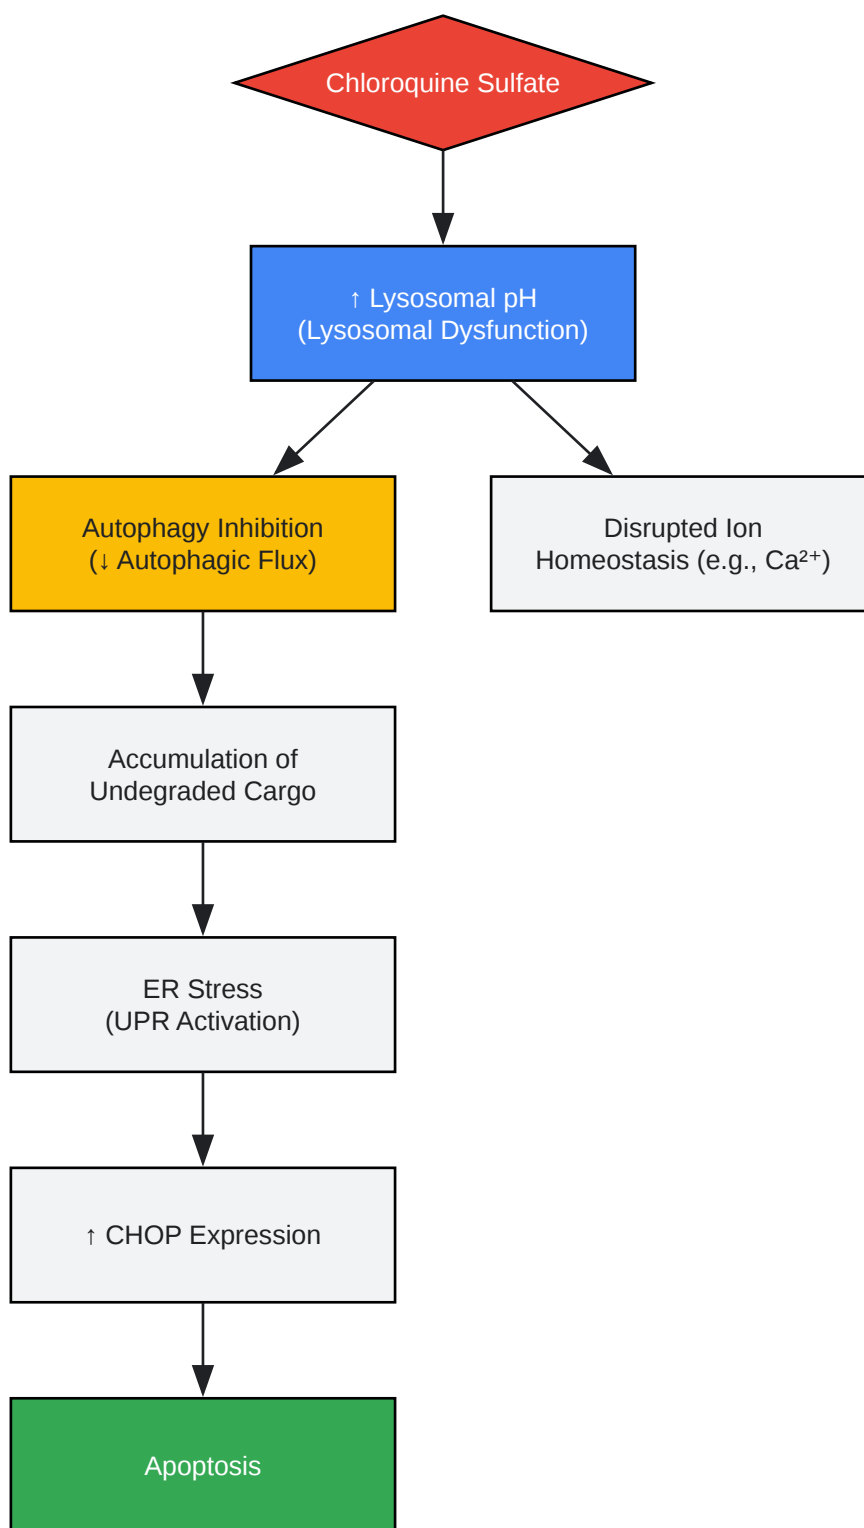 Chloroquine Sulfate
↑ Lysosomal pH
(Lysosomal Dysfunction)
Autophagy Inhibition
(↓ Autophagic Flux)
Disrupted Ion
Homeostasis (e.g., Ca²⁺)
Accumulation of
Undegraded Cargo
ER Stress
(UPR Activation)
↑ CHOP Expression
Apoptosis